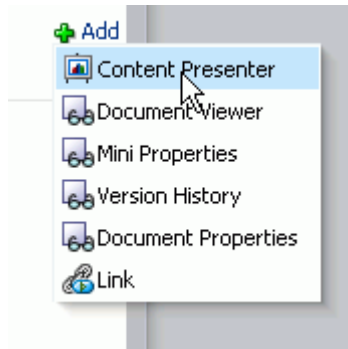 Add
Content Presenter
Document Viewer
Mini Properties
Version History
Document Properties
Link